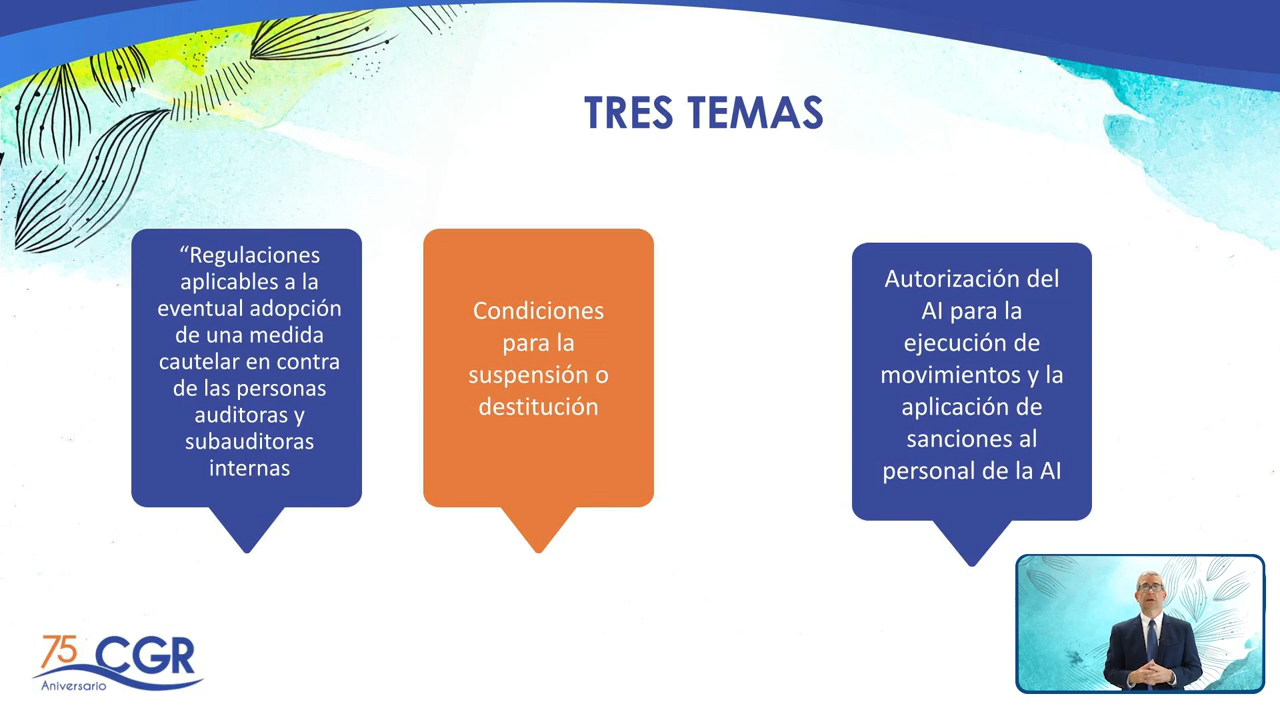 TRES TEMAS
“Regulaciones
aplicables a la
eventual adopción
de una medida
cautelar en contra
de las personas
auditoras y
subauditoras
internas
Condiciones
para la
suspensión o
destitución
Autorización del
AI para la
ejecución de
movimientos y la
aplicación de
sanciones al
personal de la AI
75 CGR
Aniversario